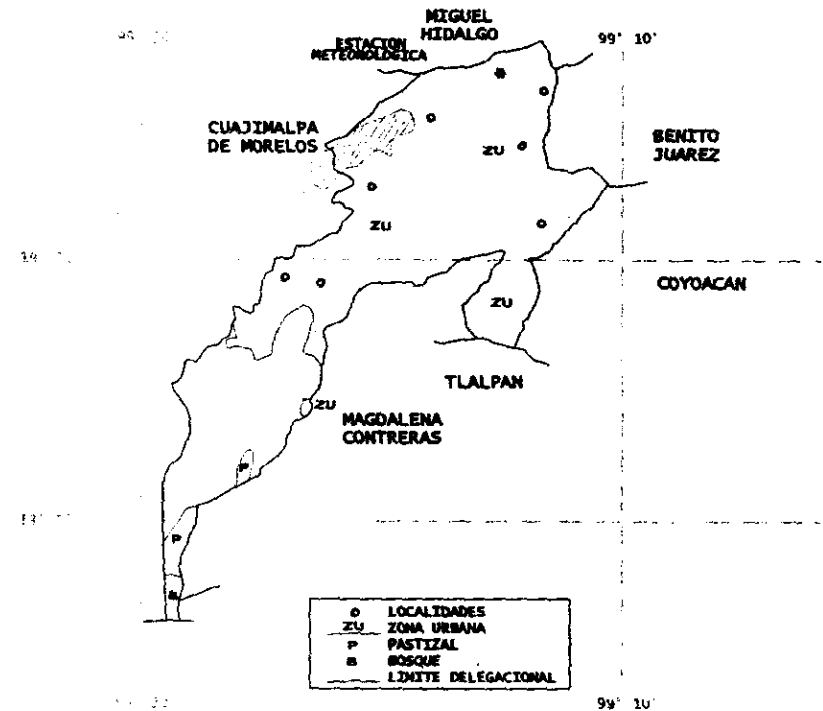 MIGUEL
HIDALGO
99° 10'
ESTACION
METEOROLOGICA
CUAJIMALPA
DE MORELOS
ZU
BENITO
JUAREZ
ZU
COYOACAN
ZU
TLALPAN
ZU
MAGDALENA
CONTRERAS
P
P
B
o LOCALIDADES
ZU ZONA URBANA
P PASTIZAL
B BOSQUE
LIMITE DELEGACIONAL
99° 10'